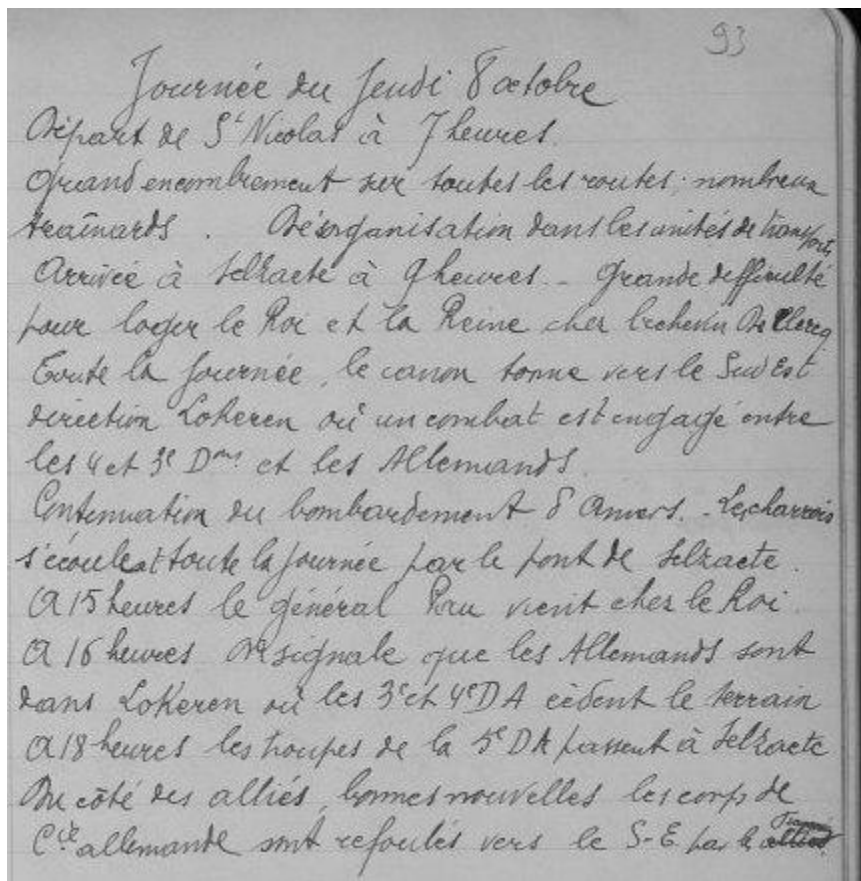 93
Journée du Jeudi 8 octobre
Départ de St Nicolas à 7 heures.
Grand encombrement sur toutes les routes; nombreux
traînards. Désorganisation dans les unités de transport,
Arrivée à Selzaete à 9 heures. - Grande difficulté
pour loger le Roi et la Reine chez l'echevin De Clercq
Toute la Journée, le canon tonne vers le Sud Est
direction Lokeren où un combat est engagé entre
les 4 et 3e Dons et les Allemands.
Continuation du bombardement d'Anvers. - Les charrois
s'écoulent toute la journée par le pont de Selzaete.
A 15 heures le général Pau vient chez le Roi.
A 16 heures on signale que les Allemands sont
dans Lokeren où les 3e et 4e DA cèdent le terrain
A 18 heures les troupes de la 5e DA passent à Selzaete
Du côté des alliés, bonnes nouvelles les corps de
Cie allemande sont refoulés vers le S-E par les